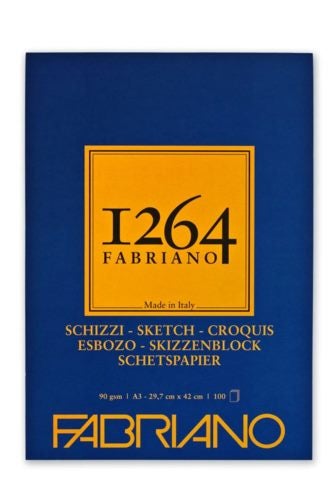 1264
FABRIANO
Made in Italy
SCHIZZI - SKETCH - CROQUIS
ESBOZO - SKIZZENBLOCK
SCHETSPAPIER
90 gsm | A3 - 29,7 cm x 42 cm | 100
FABRIANO